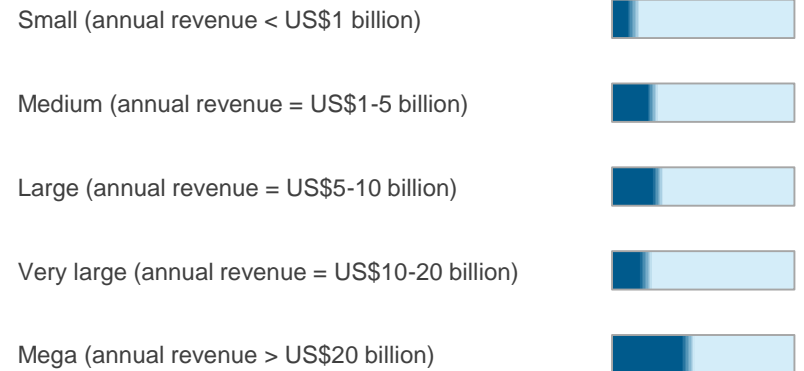 Small (annual revenue < US$1 billion)
Medium (annual revenue = US$1-5 billion)
Large (annual revenue = US$5-10 billion)
Very large (annual revenue = US$10-20 billion)
Mega (annual revenue > US$20 billion)